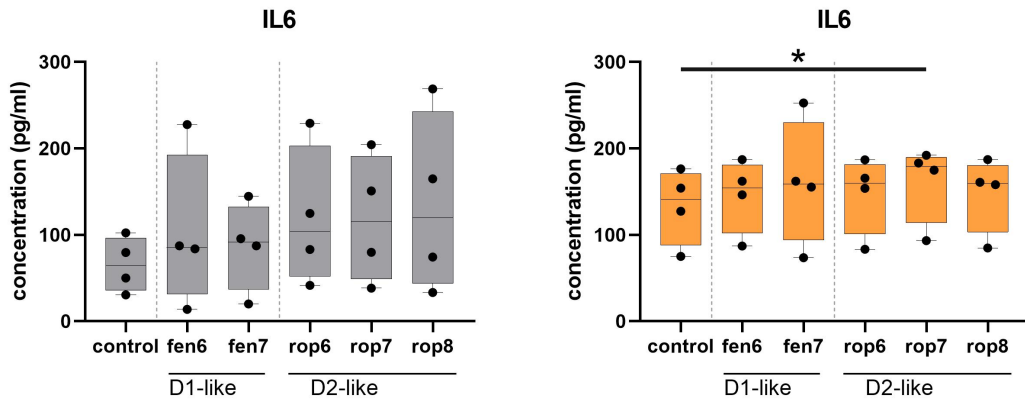 IL6
concentration (pg/ml)
300
200
100
0
control fen6 fen7 rop6 rop7 rop8
D1-like D2-like
IL6
concentration (pg/ml)
300
200
100
0
*
control fen6 fen7 rop6 rop7 rop8
D1-like D2-like